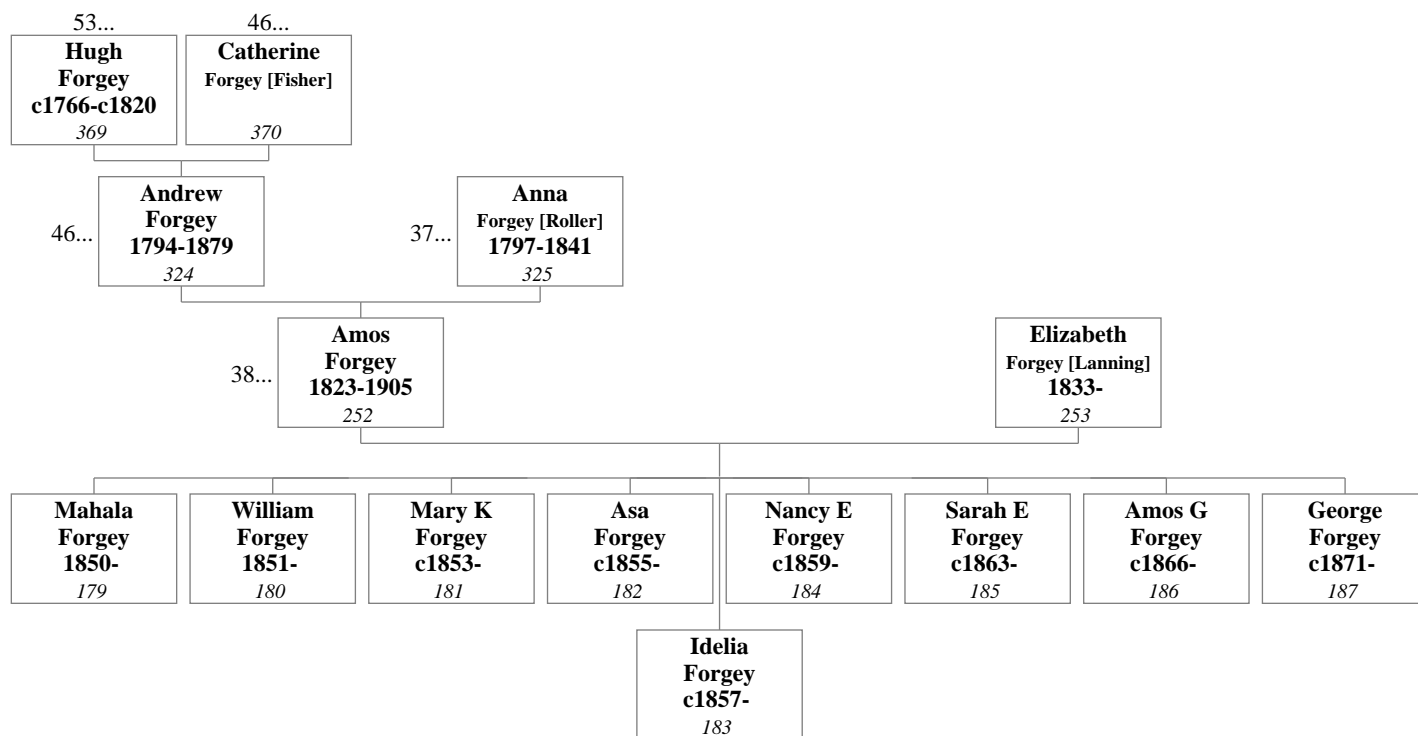 53...
46...
Hugh
Forgey
c1766-c1820
369
Catherine
Forgey [Fisher]
370
46...
Andrew
Forgey
1794-1879
324
37...
Anna
Forgey [Roller]
1797-1841
325
38...
Amos
Forgey
1823-1905
252
Elizabeth
Forgey [Lanning]
1833-
253
Mahala
Forgey
1850-
179
William
Forgey
1851-
180
Mary K
Forgey
c1853-
181
Asa
Forgey
c1855-
182
Nancy E
Forgey
c1859-
184
Sarah E
Forgey
c1863-
185
Amos G
Forgey
c1866-
186
George
Forgey
c1871-
187
Idelia
Forgey
c1857-
183